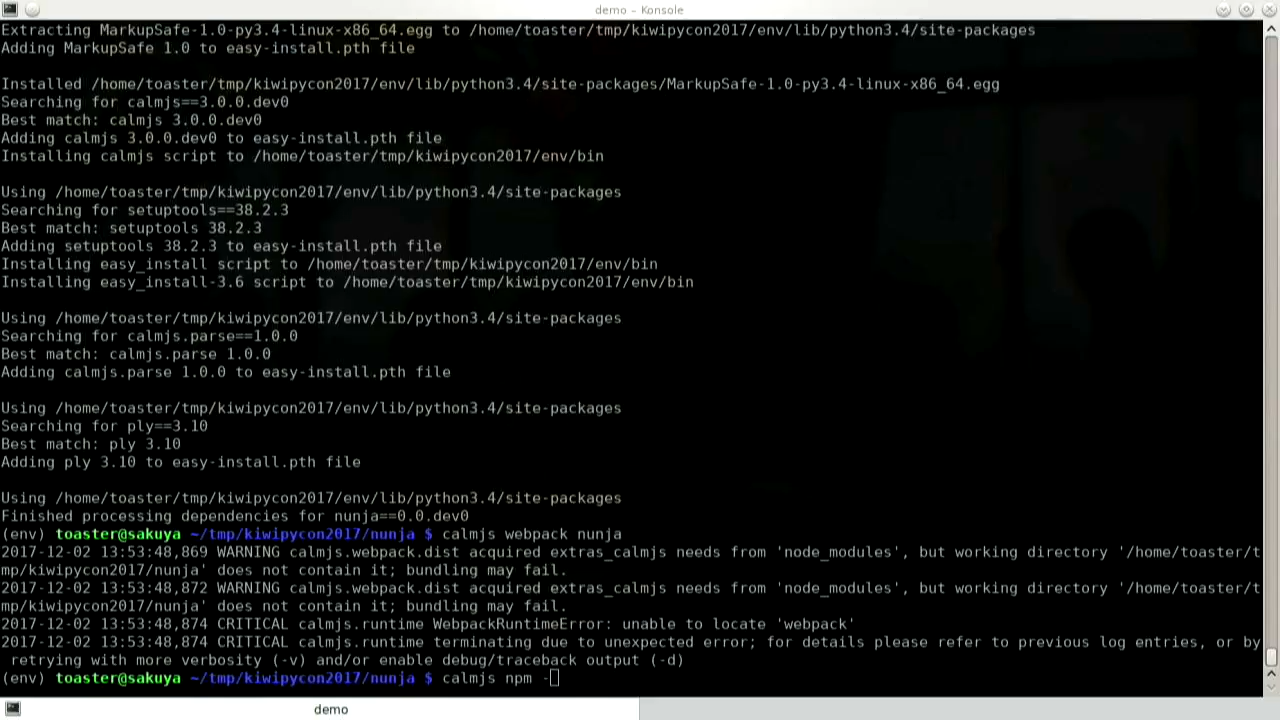 demo – Konsole
Extracting MarkupSafe-1.0-py3.4-linux-x86_64.egg to /home/toaster/tmp/kiwipycon2017/env/lib/python3.4/site-packages
Adding MarkupSafe 1.0 to easy-install.pth file
Installed /home/toaster/tmp/kiwipycon2017/env/lib/python3.4/site-packages/MarkupSafe-1.0-py3.4-linux-x86_64.egg
Searching for calmjs==3.0.0.dev0
Best match: calmjs 3.0.0.dev0
Adding calmjs 3.0.0.dev0 to easy-install.pth file
Installing calmjs script to /home/toaster/tmp/kiwipycon2017/env/bin
Using /home/toaster/tmp/kiwipycon2017/env/lib/python3.4/site-packages
Searching for setuptools==38.2.3
Best match: setuptools 38.2.3
Adding setuptools 38.2.3 to easy-install.pth file
Installing easy_install script to /home/toaster/tmp/kiwipycon2017/env/bin
Installing easy_install-3.6 script to /home/toaster/tmp/kiwipycon2017/env/bin
Using /home/toaster/tmp/kiwipycon2017/env/lib/python3.4/site-packages
Searching for calmjs.parse==1.0.0
Best match: calmjs.parse 1.0.0
Adding calmjs.parse 1.0.0 to easy-install.pth file
Using /home/toaster/tmp/kiwipycon2017/env/lib/python3.4/site-packages
Searching for ply==3.10
Best match: ply 3.10
Adding ply 3.10 to easy-install.pth file
Using /home/toaster/tmp/kiwipycon2017/env/lib/python3.4/site-packages
Finished processing dependencies for nunja==0.0.dev0
(env) toaster@sakuya ~/tmp/kiwipycon2017/nunja $ calmjs webpack nunja
2017-12-02 13:53:48,869 WARNING calmjs.webpack.dist acquired extras_calmjs needs from 'node_modules', but working directory '/home/toaster/t
mp/kiwipycon2017/nunja' does not contain it; bundling may fail.
2017-12-02 13:53:48,872 WARNING calmjs.webpack.dist acquired extras_calmjs needs from 'node_modules', but working directory '/home/toaster/t
mp/kiwipycon2017/nunja' does not contain it; bundling may fail.
2017-12-02 13:53:48,874 CRITICAL calmjs.runtime WebpackRuntimeError: unable to locate 'webpack'
2017-12-02 13:53:48,874 CRITICAL calmjs.runtime terminating due to unexpected error; for details please refer to previous log entries, or by
retrying with more verbosity (-v) and/or enable debug/traceback output (-d)
(env) toaster@sakuya ~/tmp/kiwipycon2017/nunja $ calmjs npm -
demo